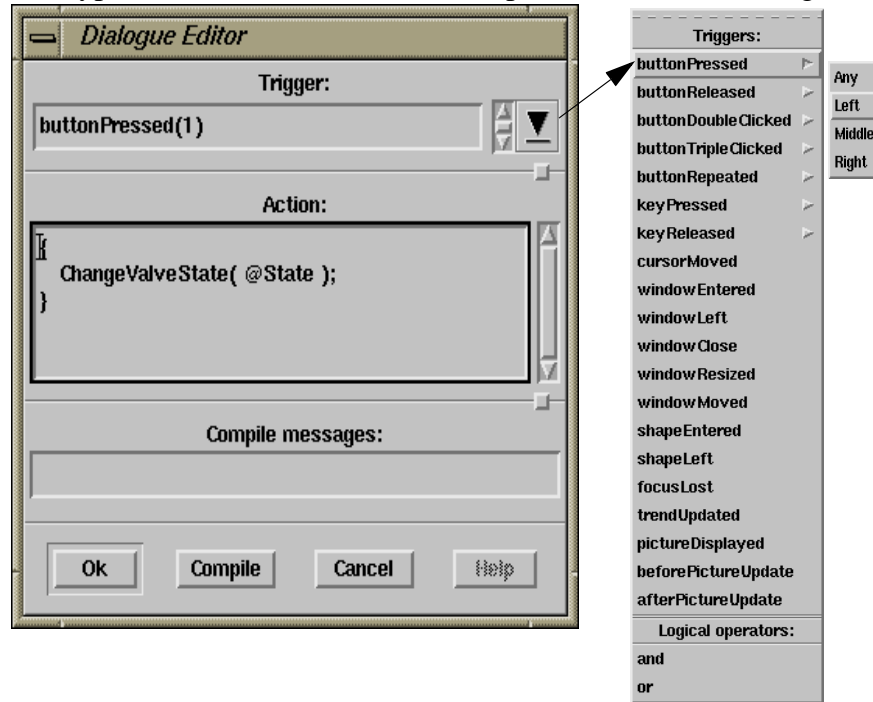 Dialogue Editor
Trigger:
buttonPressed(1)
Action:
{
ChangeValveState( @State );
}
Compile messages:
Ok
Compile
Cancel
Help
Triggers:
buttonPressed
buttonReleased
buttonDoubleClicked
buttonTripleClicked
buttonRepeated
keyPressed
keyReleased
cursorMoved
windowEntered
windowLeft
windowClose
windowResized
windowMoved
shapeEntered
shapeLeft
focusLost
trendUpdated
pictureDisplayed
beforePictureUpdate
afterPictureUpdate
Logical operators:
and
or
Any
Left
Middle
Right